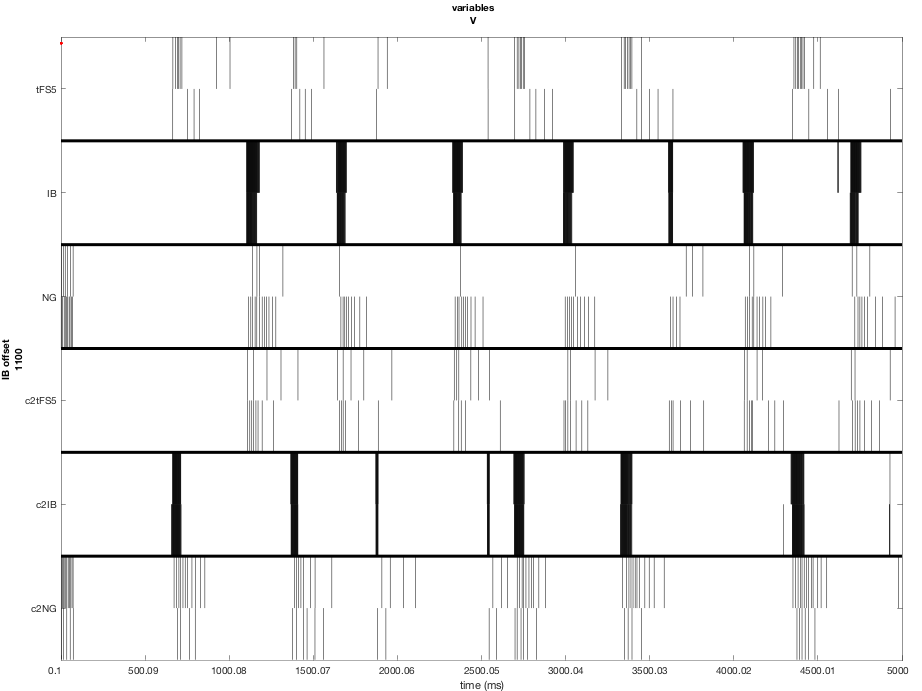 variables
V
tFS5
IB
NG
c2tFS5
c2IB
c2NG
IB offset
1100
0.1 500.09 1000.08 1500.07 2000.06 2500.05 3000.04 3500.03 4000.02 4500.01 5000
time (ms)